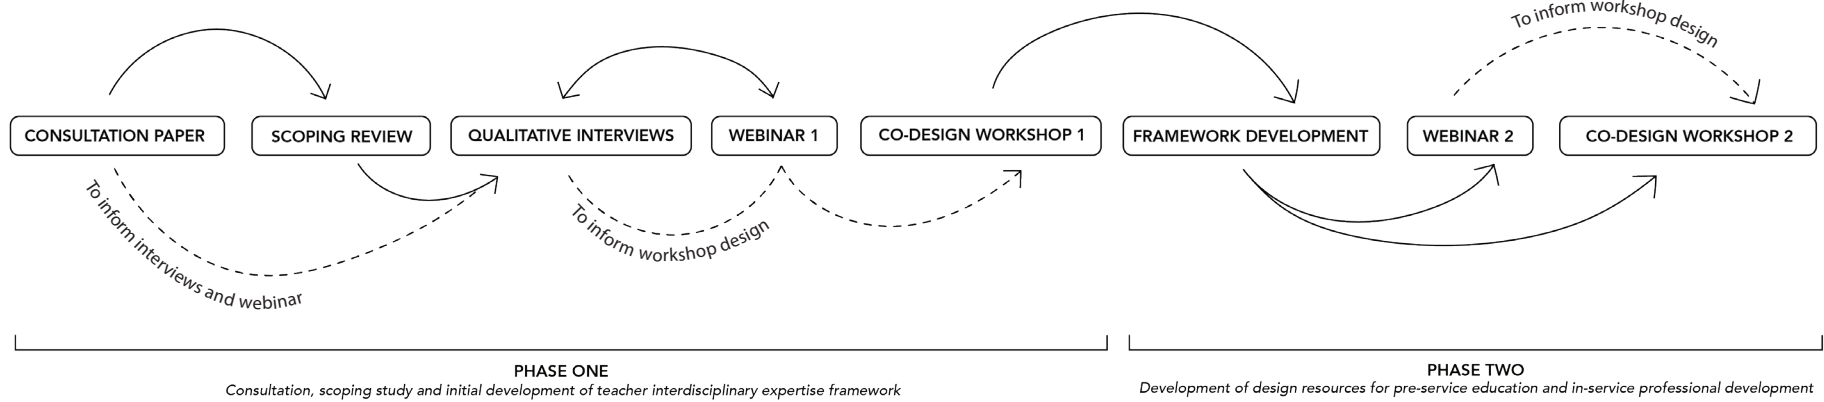 To inform workshop design
CONSULTATION PAPER
SCOPING REVIEW
QUALITATIVE INTERVIEWS
WEBINAR 1
CO-DESIGN WORKSHOP 1
FRAMEWORK DEVELOPMENT
WEBINAR 2
CO-DESIGN WORKSHOP 2
To inform interviews and webinar
To inform workshop design
PHASE ONE
Consultation, scoping study and initial development of teacher interdisciplinary expertise framework
PHASE TWO
Development of design resources for pre-service education and in-service professional development